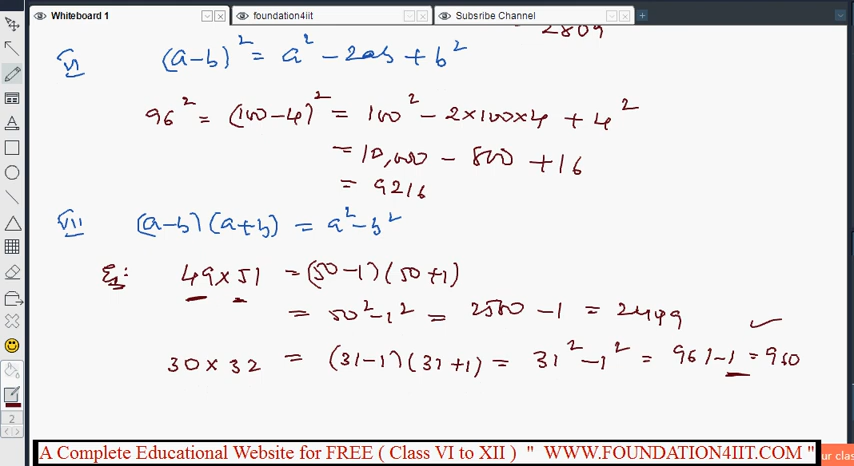 Whiteboard 1
foundation4iit
Subsribe Channel
2809
VI (a-b)² = a² - 2ab + b²
96² = (100-4)² = 100² - 2×100×4 + 4²
= 10,000 - 800 + 16
= 9216
VII (a-b)(a+b) = a² - b²
Eg: 49×51 = (50-1)(50+1)
= 50² - 1² = 2500 - 1 = 2499
30×32 = (31-1)(31+1) = 31² - 1² = 961 - 1 = 960
2
A Complete Educational Website for FREE ( Class VI to XII ) " WWW.FOUNDATION4IIT.COM "
ur clas